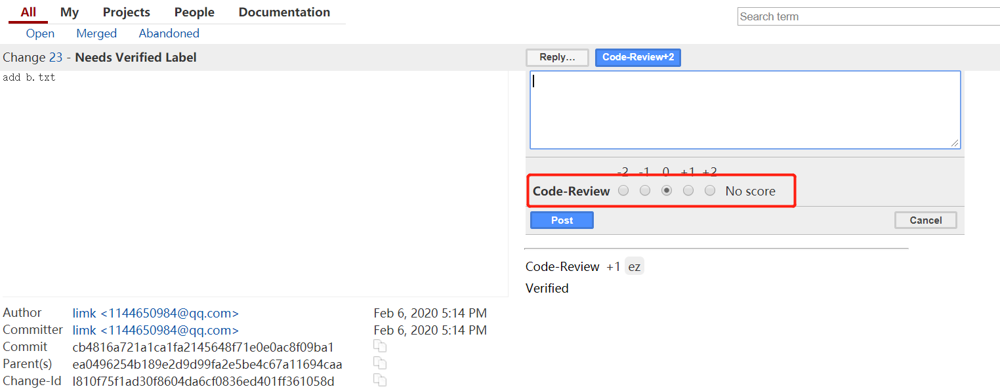 All My Projects People Documentation
Search term
Open Merged Abandoned
Change 23 - Needs Verified Label
Reply… Code-Review+2
add b.txt
-2 -1 0 +1 +2
Code-Review No score
Post Cancel
Code-Review +1 ez
Verified
Author limk <1144650984@qq.com> Feb 6, 2020 5:14 PM
Committer limk <1144650984@qq.com> Feb 6, 2020 5:14 PM
Commit cb4816a721a1ca1fa2145648f71e0e0ac8f09ba1
Parent(s) ea0496254b189e2d9d99fa2e5be4c67a11694caa
Change-Id I810f75f1ad30f8604da6cf0836ed401ff361058d